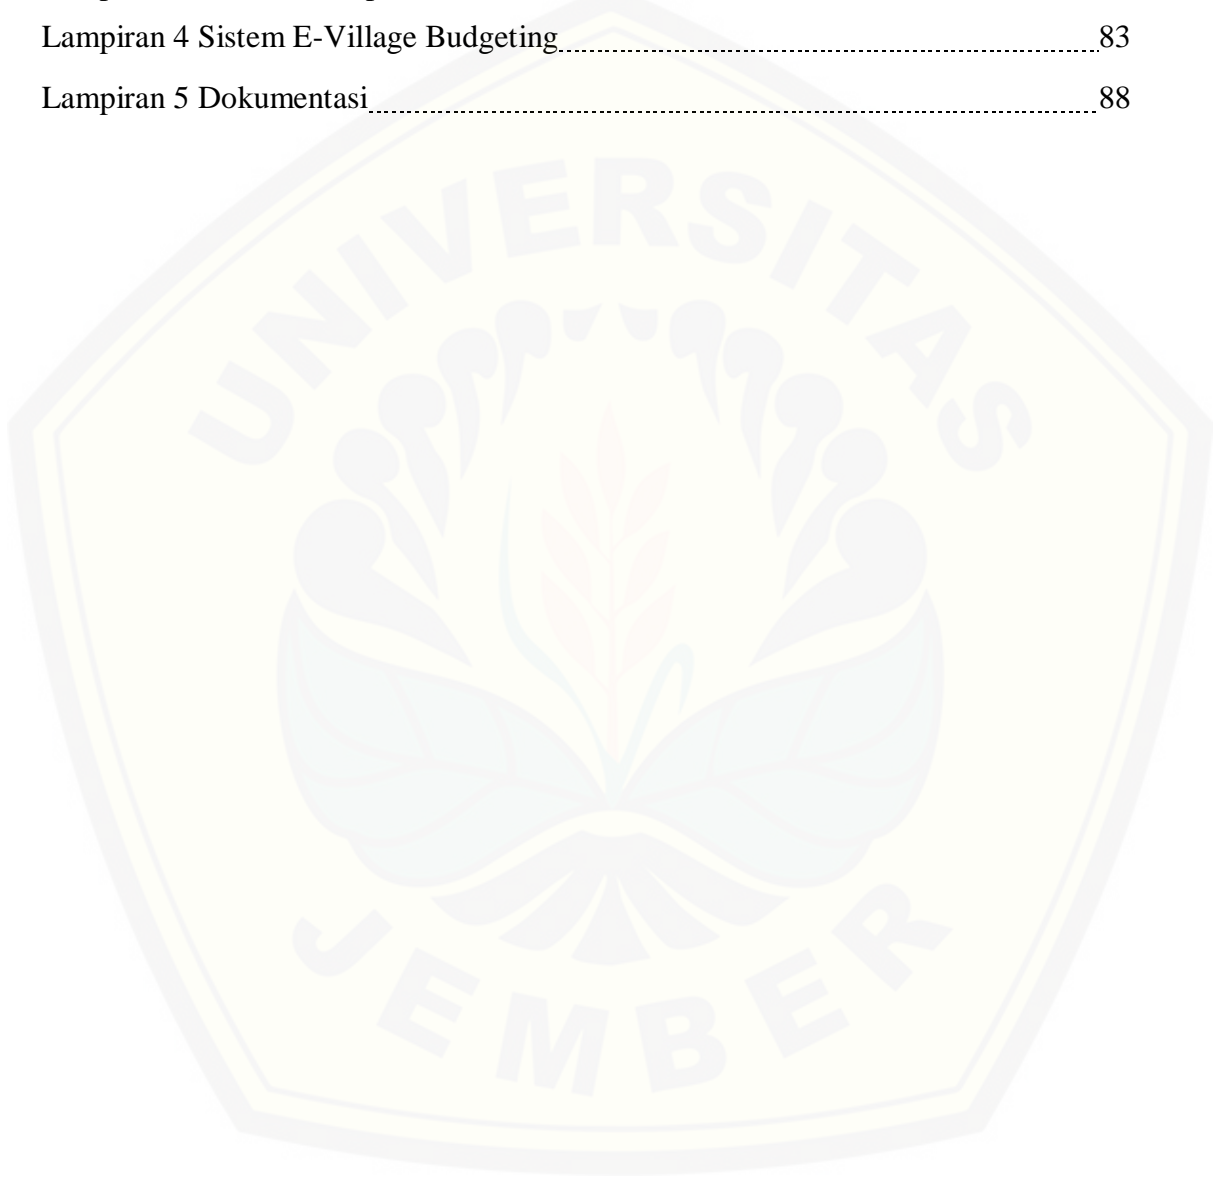 Lampiran 4 Sistem E-Village Budgeting 83
Lampiran 5 Dokumentasi 88
UNIVERSITAS
JEMBER